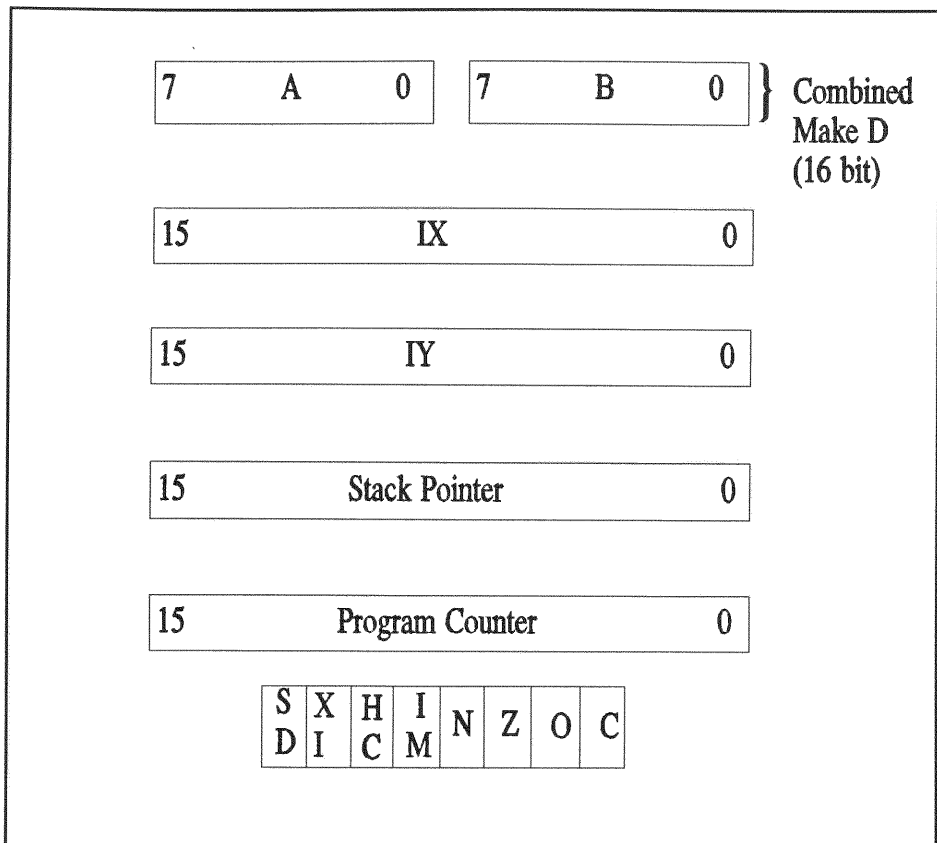 7 A 0 7 B 0
Combined
Make D
(16 bit)
15 IX 0
15 IY 0
15 Stack Pointer 0
15 Program Counter 0
S X H I N Z O C
D I C M